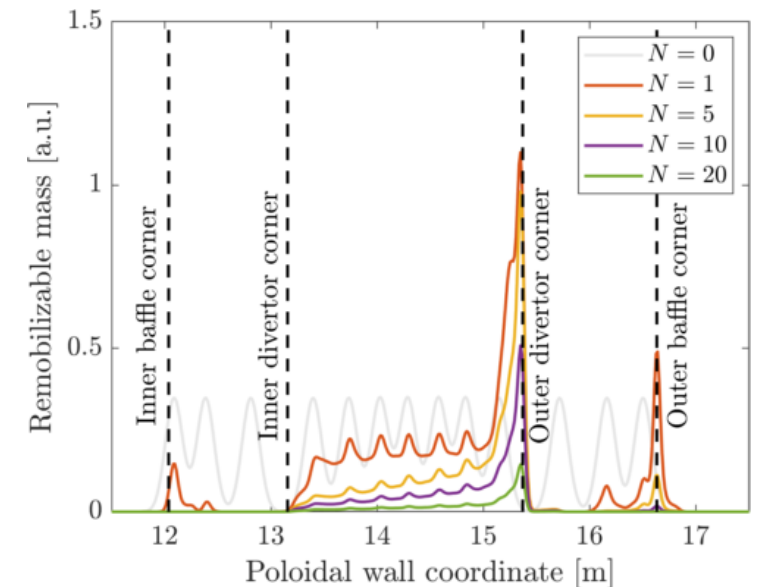 1.5
1
0.5
0
Remobilizable mass [a.u.]
N = 0
N = 1
N = 5
N = 10
N = 20
Inner baffle corner
Inner divertor corner
Outer divertor corner
Outer baffle corner
12 13 14 15 16 17
Poloidal wall coordinate [m]